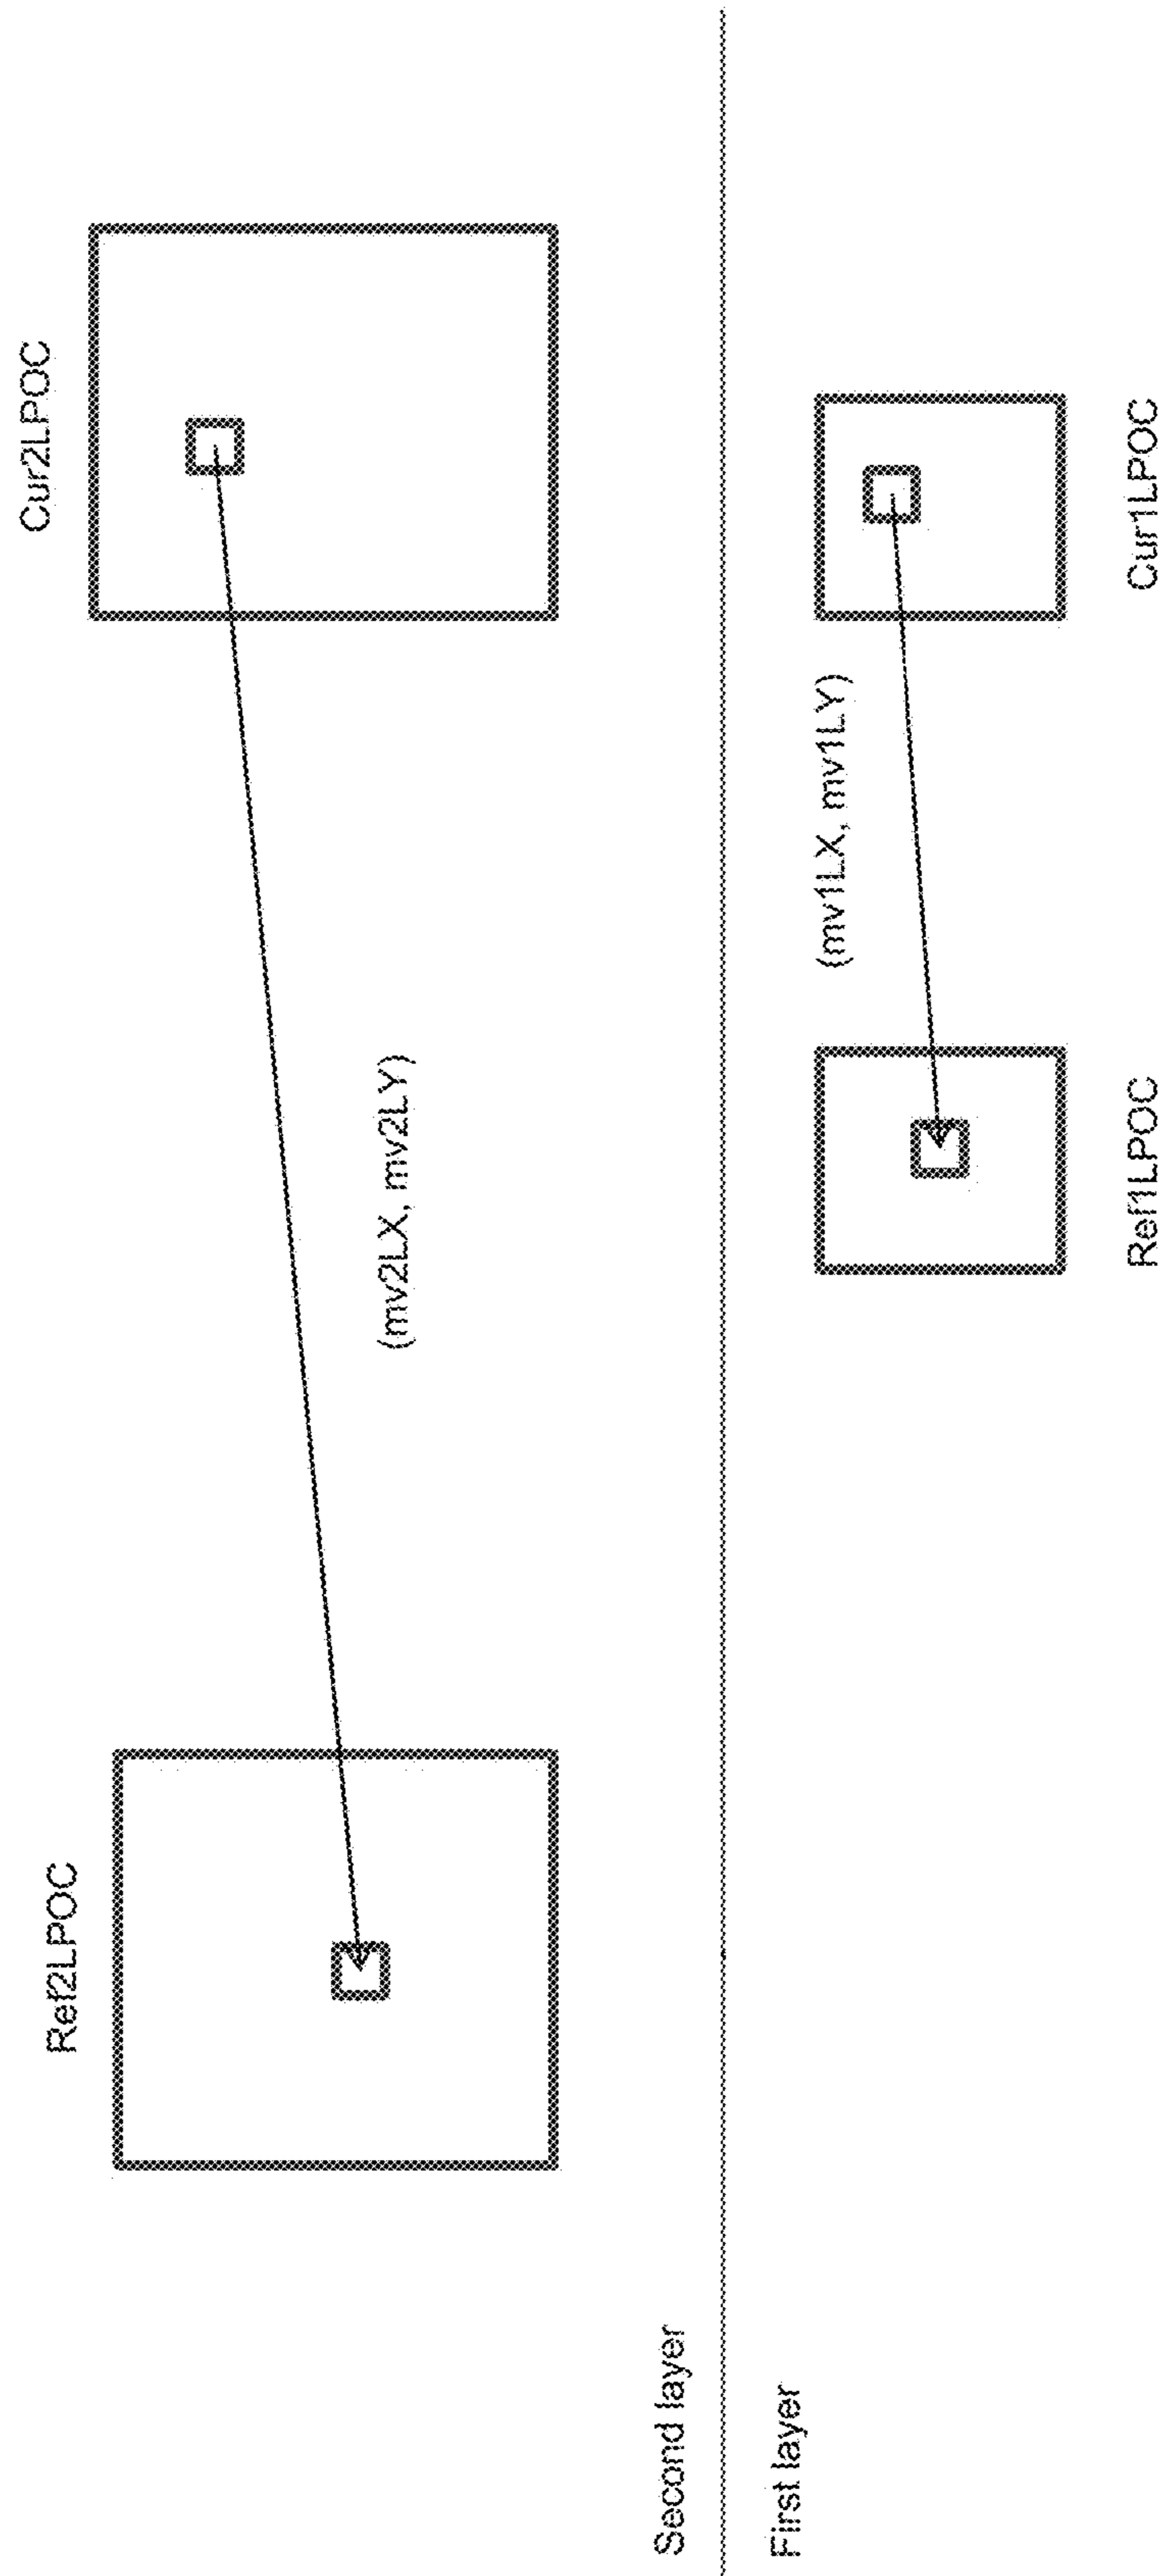 Ref2LPOC
Cur2LPOC
(mv2LX, mv2LY)
Second layer
First layer
(mv1LX, mv1LY)
Ref1LPOC
Cur1LPOC